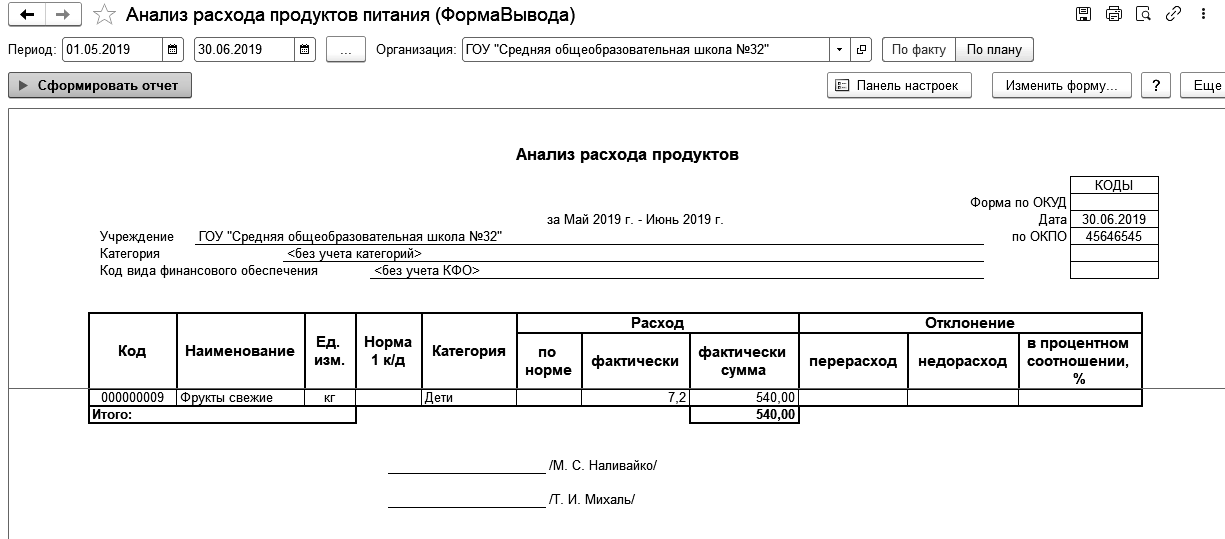 Анализ расхода продуктов питания (ФормаВывода)
Период: 01.05.2019 30.06.2019 ... Организация: ГОУ "Средняя общеобразовательная школа №32" По факту По плану
Сформировать отчет Панель настроек Изменить форму... ? Еще
Анализ расхода продуктов
КОДЫ
Форма по ОКУД
за Май 2019 г. - Июнь 2019 г. Дата 30.06.2019
Учреждение ГОУ "Средняя общеобразовательная школа №32" по ОКПО 45646545
Категория <без учета категорий>
Код вида финансового обеспечения <без учета КФО>
Код Наименование Ед. изм. Норма 1 к/д Категория Расход Отклонение
по норме фактически фактически сумма перерасход недорасход в процентном соотношении, %
000000009 Фрукты свежие кг Дети 7,2 540,00
Итого: 540,00
/М. С. Наливайко/
/Т. И. Михаль/